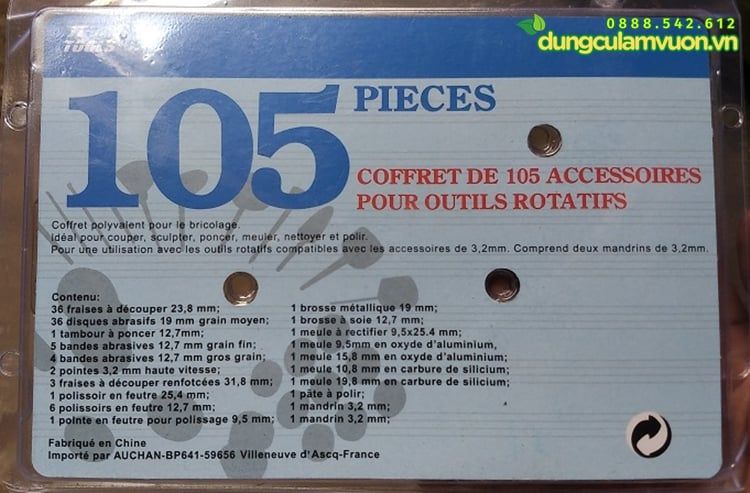 0888.542.612
dungculamvuon.vn
TOOLS
105 PIECES
COFFRET DE 105 ACCESSOIRES
POUR OUTILS ROTATIFS
Coffret polyvalent pour le bricolage.
idéal pour couper, sculpter, poncer, meuler, nettoyer et polir.
Pour une utilisation avec les outils rotatifs compatibles avec les accessoires de 3,2mm. Comprend deux mandrins de 3,2mm.
Contenu:
36 fraises à découper 23,8 mm;
36 disques abrasifs 19 mm grain moyen;
1 tambour à poncer 12,7mm;
5 bandes abrasives 12,7 mm grain fin;
4 bandes abrasives 12,7 mm gros grain;
2 pointes 3,2 mm haute vitesse;
3 fraises à découper renfotcées 31,8 mm;
1 polissoir en feutre 25,4 mm;
6 polissoirs en feutre 12,7 mm;
1 pointe en feutre pour polissage 9,5 mm;
1 brosse métallique 19 mm;
1 brosse à soie 12,7 mm;
1 meule à rectifier 9,5x25.4 mm;
1 meule 9,5mm en oxyde d'aluminium,
1 meule 15,8 mm en oxyde d'aluminium;
1 meule 10,8 mm en carbure de silicium;
1 meule 19,8 mm en carbure de silicium;
1 pâte à polir;
1 mandrin 3,2 mm;
1 mandrin 3,2 mm;
Fabriqué en Chine
Importé par AUCHAN-BP641-59656 Villeneuve d'Ascq-France